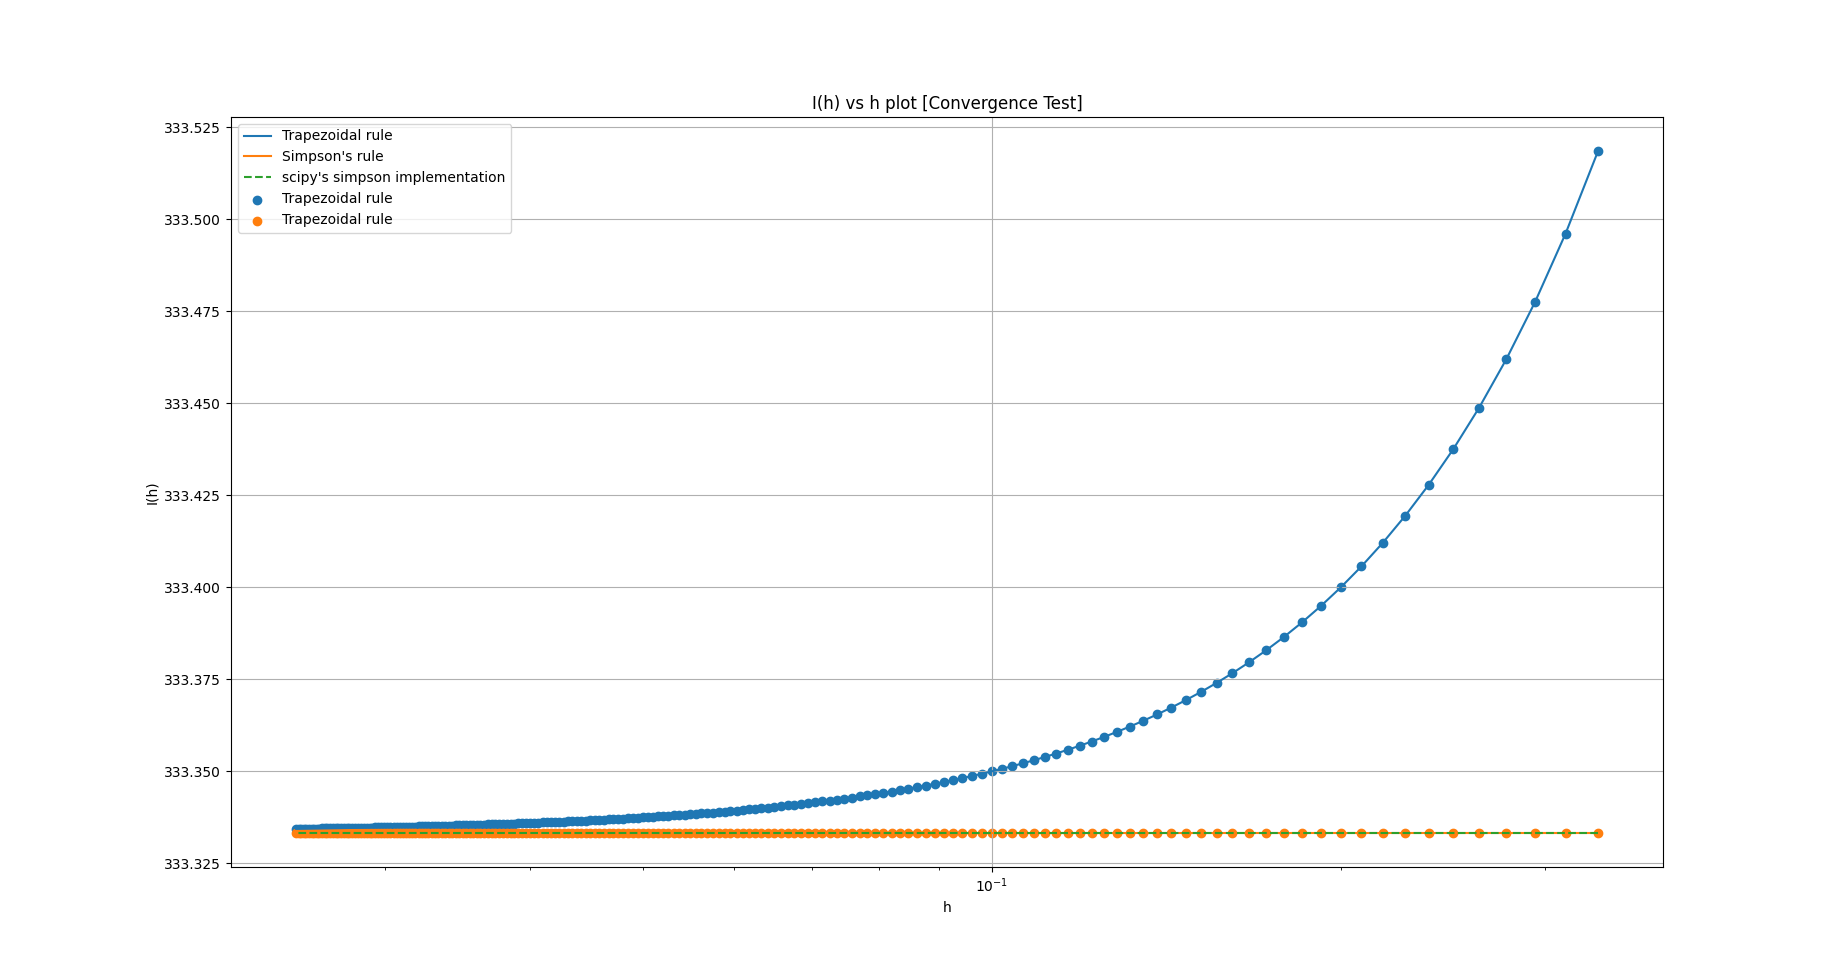 I(h) vs h plot [Convergence Test]
333.525
333.500
333.475
333.450
333.425
333.400
333.375
333.350
333.325
I(h)
Trapezoidal rule
Simpson's rule
scipy's simpson implementation
Trapezoidal rule
Trapezoidal rule
10⁻¹
h